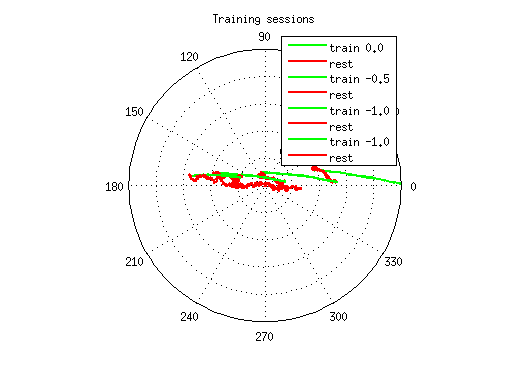 Training sessions
90
120
train 0.0
rest
train -0.5
rest
150
train -1.0
rest
train -1.0
rest
180
0
210
330
240
300
270